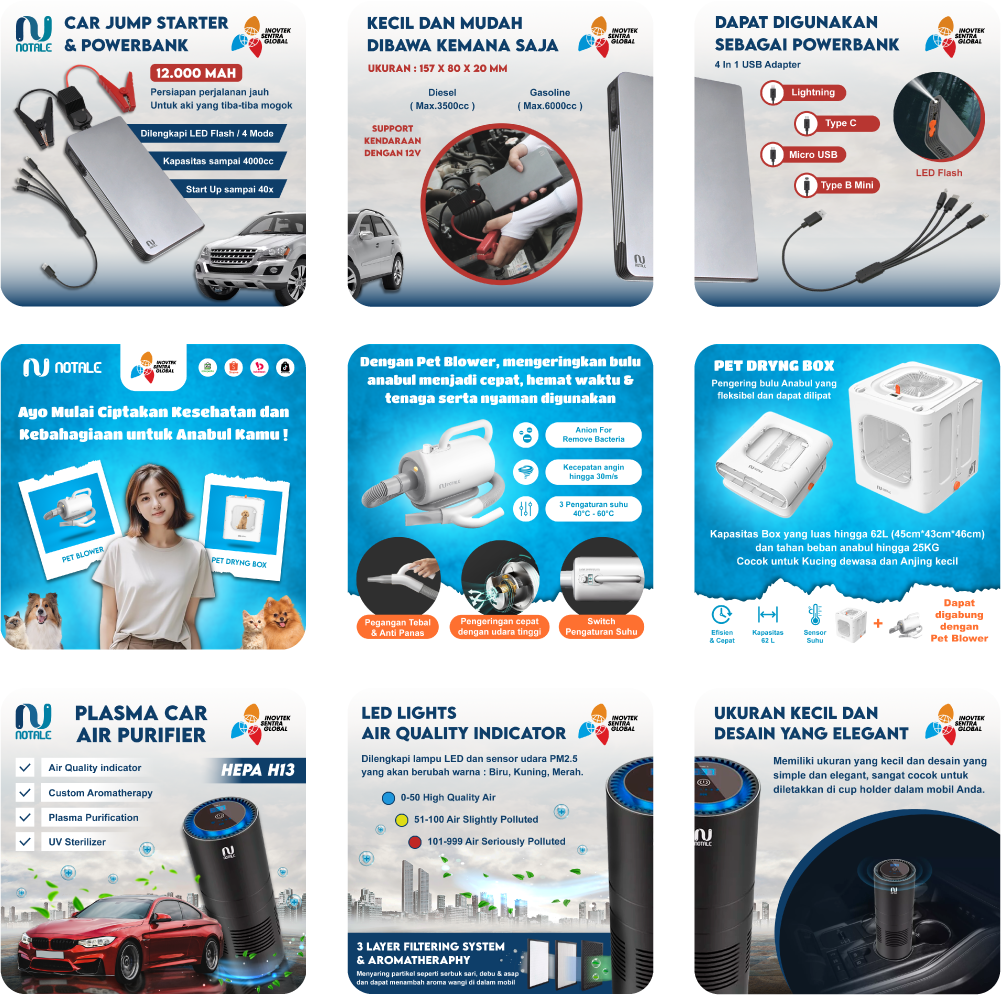 NOTALE
CAR JUMP STARTER
& POWERBANK
INOVTEK
SENTRA
GLOBAL
12.000 MAH
Persiapan perjalanan jauh
Untuk aki yang tiba-tiba mogok
Dilengkapi LED Flash / 4 Mode
Kapasitas sampai 4000cc
Start Up sampai 40x
NOTALE
KECIL DAN MUDAH
DIBAWA KEMANA SAJA
INOVTEK
SENTRA
GLOBAL
UKURAN : 157 X 80 X 20 MM
Diesel
( Max.3500cc )
Gasoline
( Max.6000cc )
SUPPORT
KENDARAAN
DENGAN 12V
NOTALE
DAPAT DIGUNAKAN
SEBAGAI POWERBANK
INOVTEK
SENTRA
GLOBAL
4 In 1 USB Adapter
Lightning
Type C
Micro USB
Type B Mini
LED Flash
NOTALE
INOVTEK
SENTRA
GLOBAL
Ayo Mulai Ciptakan Kesehatan dan
Kebahagiaan untuk Anabul Kamu !
PET BLOWER
PET DRYNG BOX
Dengan Pet Blower, mengeringkan bulu
anabul menjadi cepat, hemat waktu &
tenaga serta nyaman digunakan
Anion For
Remove Bacteria
Kecepatan angin
hingga 30m/s
3 Pengaturan suhu
40°C - 60°C
Pegangan Tebal
& Anti Panas
Pengeringan cepat
dengan udara tinggi
Switch
Pengaturan Suhu
PET DRYNG BOX
Pengering bulu Anabul yang
fleksibel dan dapat dilipat
Kapasitas Box yang luas hingga 62L (45cm*43cm*46cm)
dan tahan beban anabul hingga 25KG
Cocok untuk Kucing dewasa dan Anjing kecil
Efisien
& Cepat
Kapasitas
62 L
Sensor
Suhu
+
Dapat
digabung
dengan
Pet Blower
NOTALE
PLASMA CAR
AIR PURIFIER
INOVTEK
SENTRA
GLOBAL
Air Quality indicator
Custom Aromatherapy
Plasma Purification
UV Sterilizer
HEPA H13
NOTALE
LED LIGHTS
AIR QUALITY INDICATOR
INOVTEK
SENTRA
GLOBAL
Dilengkapi lampu LED dan sensor udara PM2.5
yang akan berubah warna : Biru, Kuning, Merah.
0-50 High Quality Air
51-100 Air Slightly Polluted
101-999 Air Seriously Polluted
3 LAYER FILTERING SYSTEM
& AROMATHERAPHY
Menyaring partikel seperti serbuk sari, debu & asap
dan dapat menambah aroma wangi di dalam mobil
UKURAN KECIL DAN
DESAIN YANG ELEGANT
INOVTEK
SENTRA
GLOBAL
Memiliki ukuran yang kecil dan desain yang
simple dan elegant, sangat cocok untuk
diletakkan di cup holder dalam mobil Anda.
NOTALE